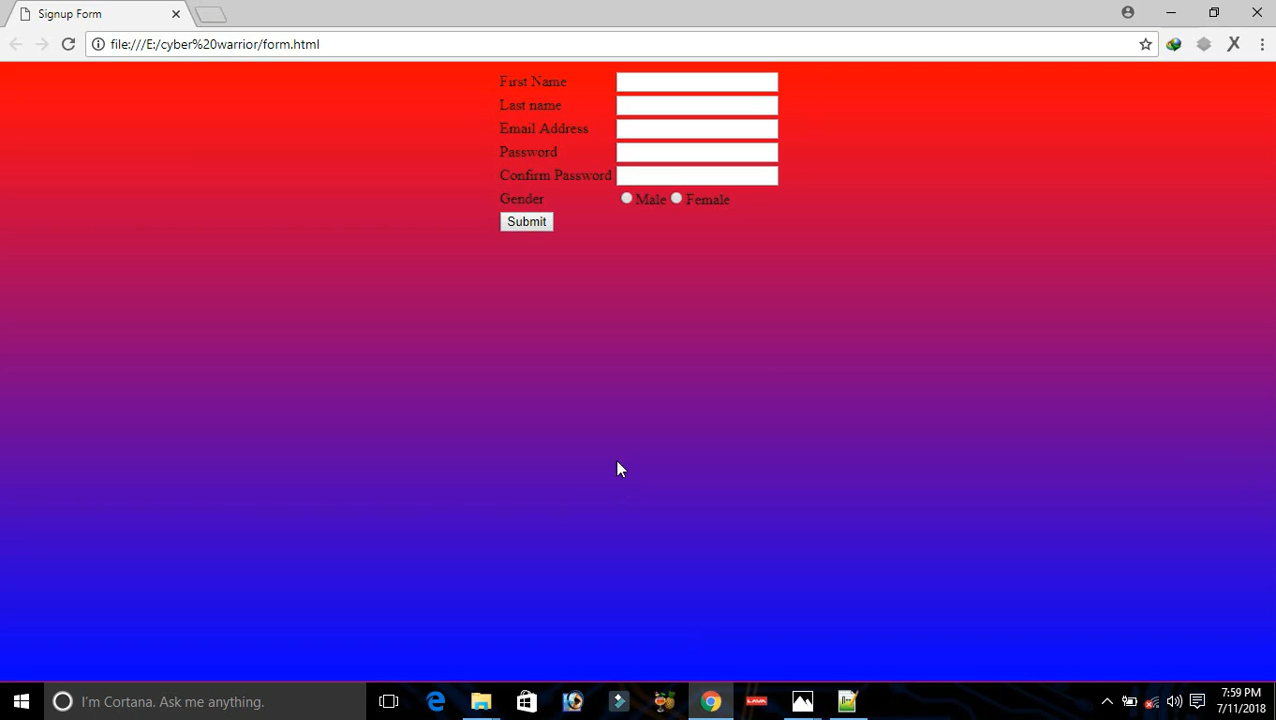 Signup Form
file:///E:/cyber%20warrior/form.html
First Name
Last name
Email Address
Password
Confirm Password
Gender Male Female
Submit
I'm Cortana. Ask me anything.
LAVA
7:59 PM
7/11/2018